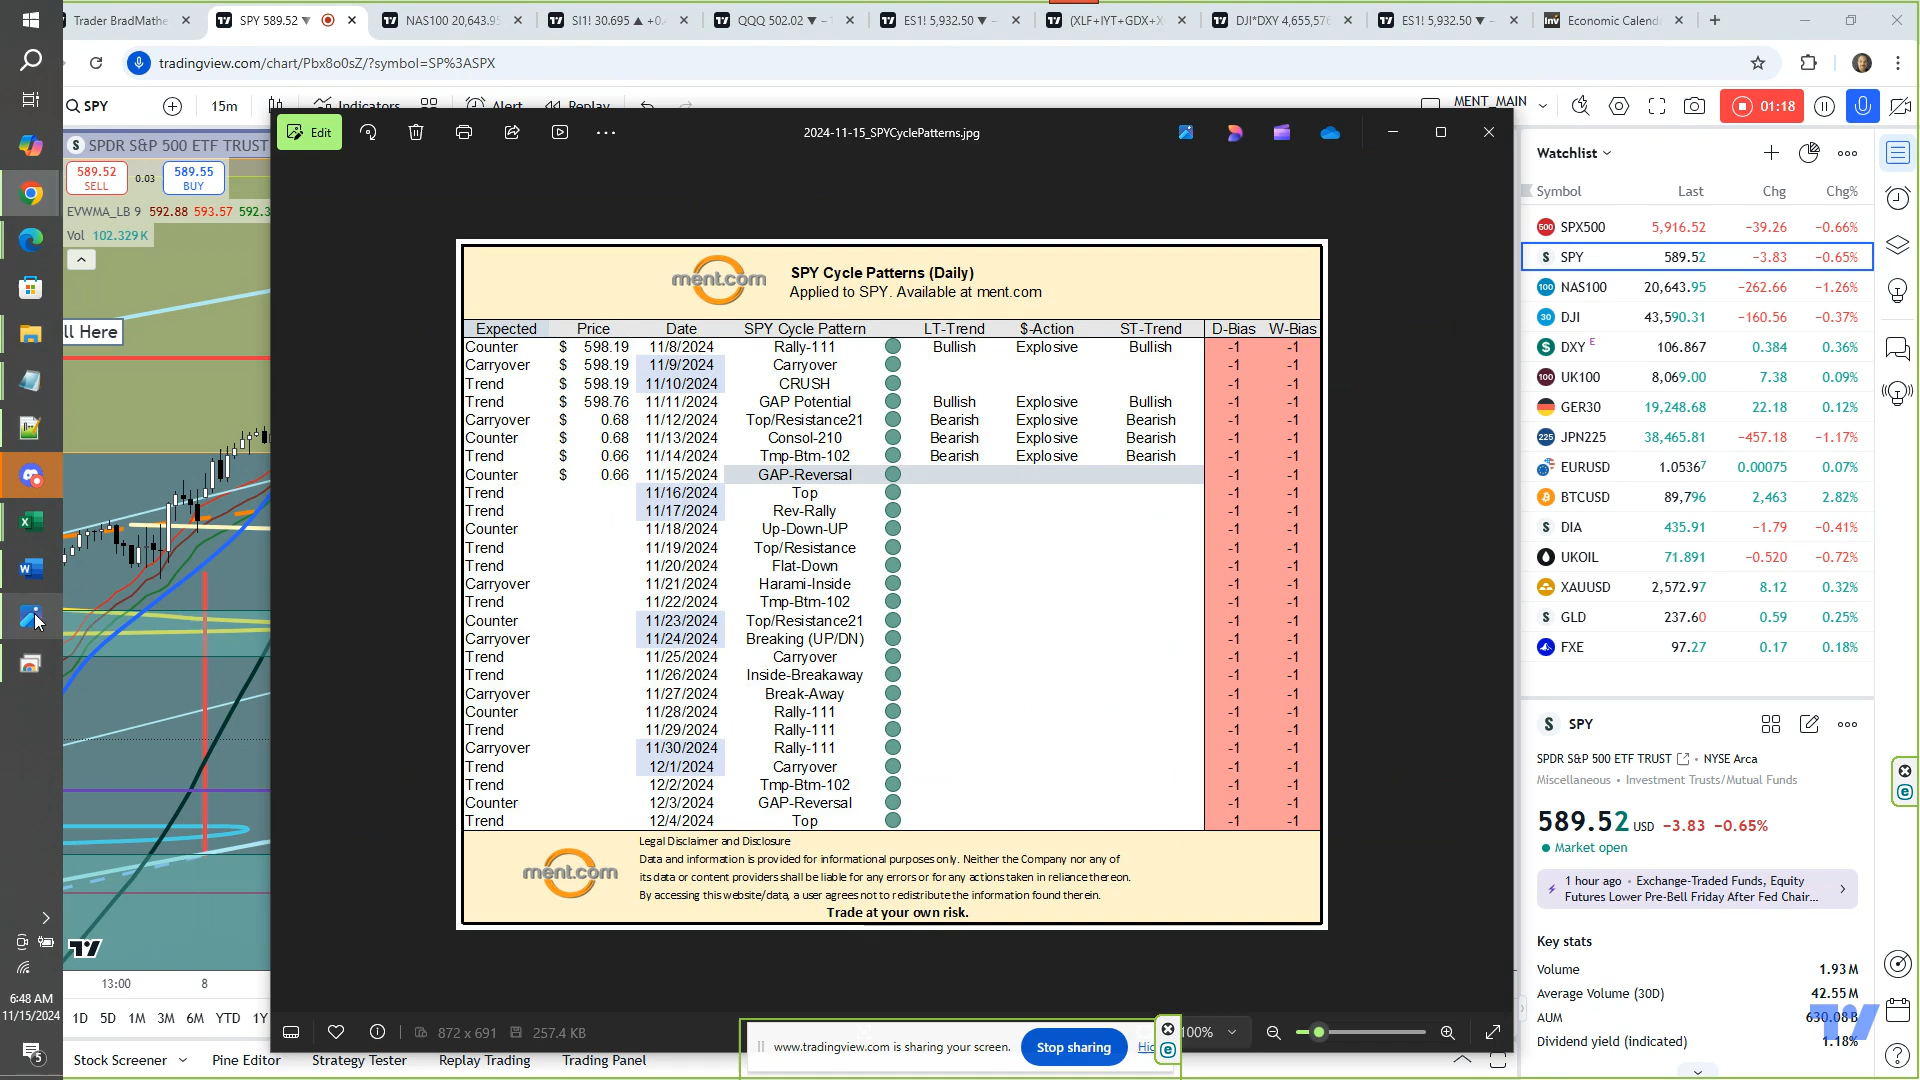 Trader BradMathe
SPY 589.52 ▼
NAS100 20,643.95
SI1! 30.695 ▲ +0.
QQQ 502.02 ▼ −
ES1! 5,932.50 ▼ −
(XLF+IYT+GDX+X
DJI*DXY 4,655,576
ES1! 5,932.50 ▼ −
Economic Calend
tradingview.com/chart/Pbx8o0sZ/?symbol=SP%3ASPX
SPY
15m
Indicators
Alert
Replay
MENT_MAIN
01:18
SPDR S&P 500 ETF TRUST
589.52
SELL
0.03
589.55
BUY
EVWMA_LB 9 592.88 593.57 592.3
Vol 102.329K
ll Here
Edit
2024-11-15_SPYCyclePatterns.jpg
ment.com
SPY Cycle Patterns (Daily)
Applied to SPY. Available at ment.com
Expected Price Date SPY Cycle Pattern LT-Trend $-Action ST-Trend D-Bias W-Bias
Counter $ 598.19 11/8/2024 Rally-111 Bullish Explosive Bullish -1 -1
Carryover $ 598.19 11/9/2024 Carryover -1 -1
Trend $ 598.19 11/10/2024 CRUSH -1 -1
Trend $ 598.76 11/11/2024 GAP Potential Bullish Explosive Bullish -1 -1
Carryover $ 0.68 11/12/2024 Top/Resistance21 Bearish Explosive Bearish -1 -1
Counter $ 0.68 11/13/2024 Consol-210 Bearish Explosive Bearish -1 -1
Trend $ 0.66 11/14/2024 Tmp-Btm-102 Bearish Explosive Bearish -1 -1
Counter $ 0.66 11/15/2024 GAP-Reversal -1 -1
Trend 11/16/2024 Top -1 -1
Trend 11/17/2024 Rev-Rally -1 -1
Counter 11/18/2024 Up-Down-UP -1 -1
Trend 11/19/2024 Top/Resistance -1 -1
Trend 11/20/2024 Flat-Down -1 -1
Carryover 11/21/2024 Harami-Inside -1 -1
Trend 11/22/2024 Tmp-Btm-102 -1 -1
Counter 11/23/2024 Top/Resistance21 -1 -1
Carryover 11/24/2024 Breaking (UP/DN) -1 -1
Trend 11/25/2024 Carryover -1 -1
Trend 11/26/2024 Inside-Breakaway -1 -1
Carryover 11/27/2024 Break-Away -1 -1
Counter 11/28/2024 Rally-111 -1 -1
Trend 11/29/2024 Rally-111 -1 -1
Carryover 11/30/2024 Rally-111 -1 -1
Trend 12/1/2024 Carryover -1 -1
Trend 12/2/2024 Tmp-Btm-102 -1 -1
Counter 12/3/2024 GAP-Reversal -1 -1
Trend 12/4/2024 Top -1 -1
ment.com
Legal Disclaimer and Disclosure
Data and information is provided for informational purposes only. Neither the Company nor any of
its data or content providers shall be liable for any errors or for any actions taken in reliance thereon.
By accessing this website/data, a user agrees not to redistribute the information found therein.
Trade at your own risk.
872 x 691
257.4 KB
100%
www.tradingview.com is sharing your screen.
Stop sharing
Hid
13:00
8
1D 5D 1M 3M 6M YTD 1Y
Stock Screener
Pine Editor
Strategy Tester
Replay Trading
Trading Panel
6:48 AM
11/15/2024
5
Watchlist
Symbol Last Chg Chg%
SPX500 5,916.52 −39.26 −0.66%
SPY 589.52 −3.83 −0.65%
NAS100 20,643.95 −262.66 −1.26%
DJI 43,590.31 −160.56 −0.37%
DXY E 106.867 0.384 0.36%
UK100 8,069.00 7.38 0.09%
GER30 19,248.68 22.18 0.12%
JPN225 38,465.81 −457.18 −1.17%
EURUSD 1.05367 0.00075 0.07%
BTCUSD 89,796 2,463 2.82%
DIA 435.91 −1.79 −0.41%
UKOIL 71.891 −0.520 −0.72%
XAUUSD 2,572.97 8.12 0.32%
GLD 237.60 0.59 0.25%
FXE 97.27 0.17 0.18%
SPY
SPDR S&P 500 ETF TRUST • NYSE Arca
Miscellaneous • Investment Trusts/Mutual Funds
589.52 USD −3.83 −0.65%
Market open
1 hour ago • Exchange-Traded Funds, Equity
Futures Lower Pre-Bell Friday After Fed Chair...
Key stats
Volume 1.93M
Average Volume (30D) 42.55M
AUM 630.08B
Dividend yield (indicated) 1.18%